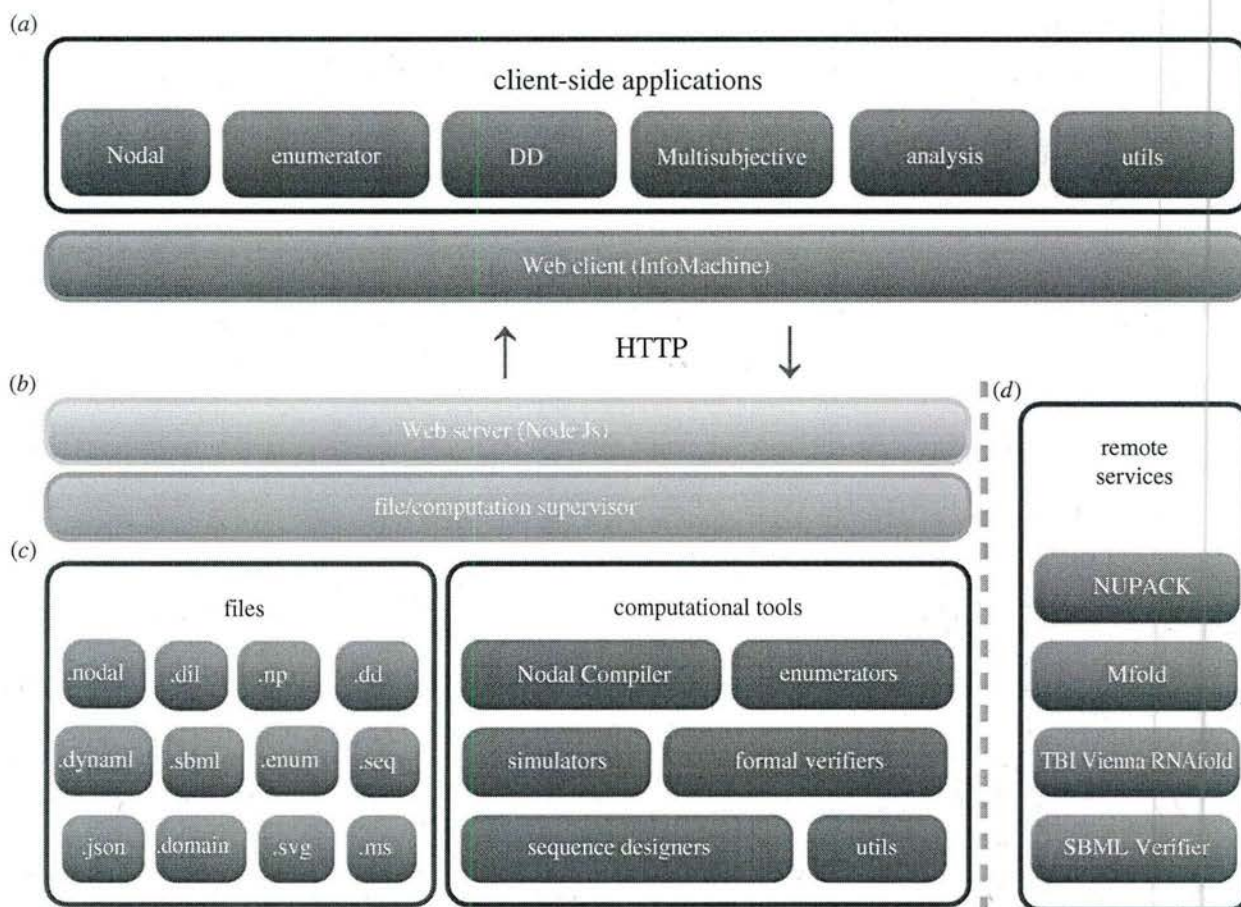 (a)
client-side applications
Nodal enumerator DD Multisubjective analysis utils
Web client (InfoMachine)
HTTP
(b)
Web server (Node Js)
file/computation supervisor
(c)
files
.nodal .dil .np .dd
.dynaml .sbml .enum .seq
.json .domain .svg .ms
computational tools
Nodal Compiler enumerators
simulators formal verifiers
sequence designers utils
(d)
remote
services
NUPACK
Mfold
TBI Vienna RNAfold
SBML Verifier